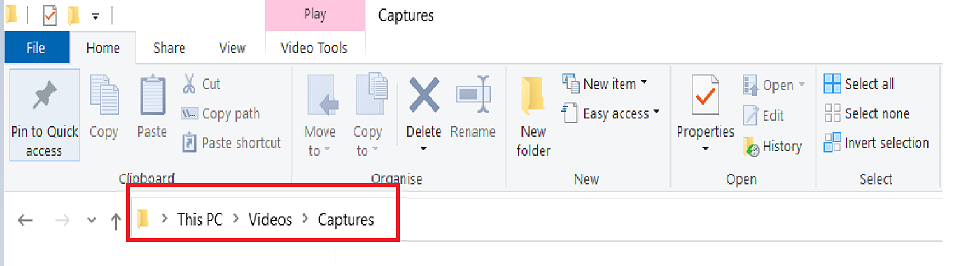 Play Captures
File Home Share View Video Tools
Pin to Quick access
Copy
Paste
Cut
Copy path
Paste shortcut
Clipboard
Move to
Copy to
Delete
Rename
Organise
New folder
New item
Easy access
New
Properties
Open
Edit
History
Open
Select all
Select none
Invert selection
Select
This PC > Videos > Captures